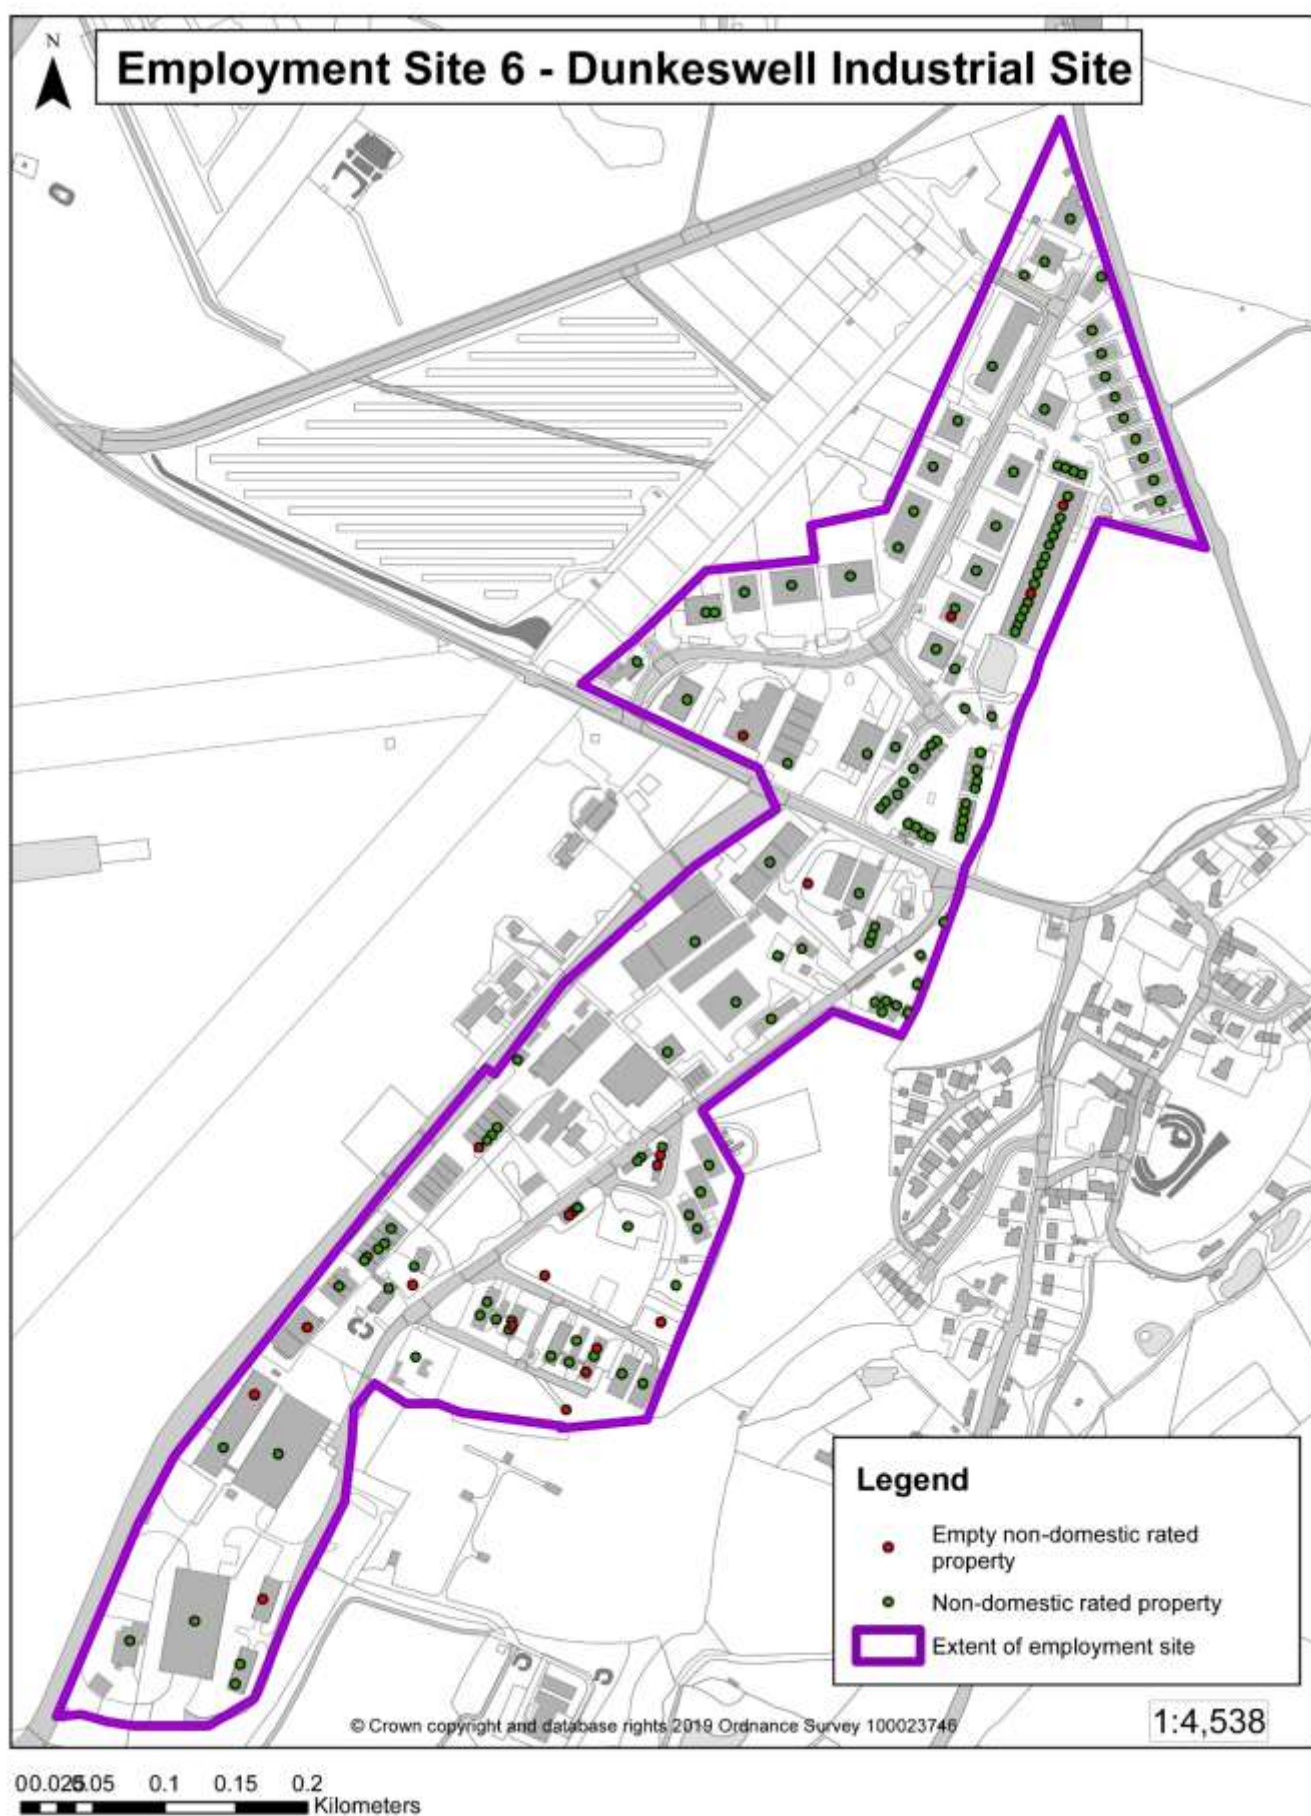 N
Employment Site 6 - Dunkeswell Industrial Site
Legend
Empty non-domestic rated
property
Non-domestic rated property
Extent of employment site
© Crown copyright and database rights 2019 Ordnance Survey 100023746
1:4,538
00.0250.05 0.1 0.15 0.2
Kilometers